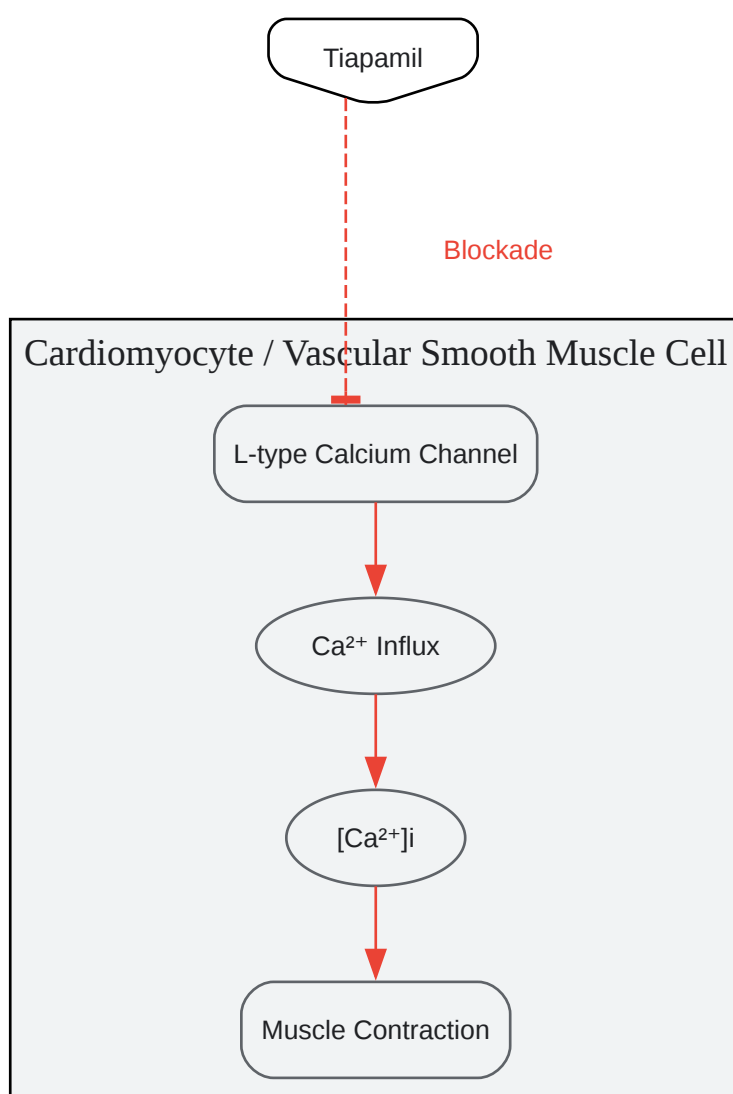 Tiapamil
Blockade
Cardiomyocyte / Vascular Smooth Muscle Cell
L-type Calcium Channel
Ca²⁺ Influx
[Ca²⁺]i
Muscle Contraction